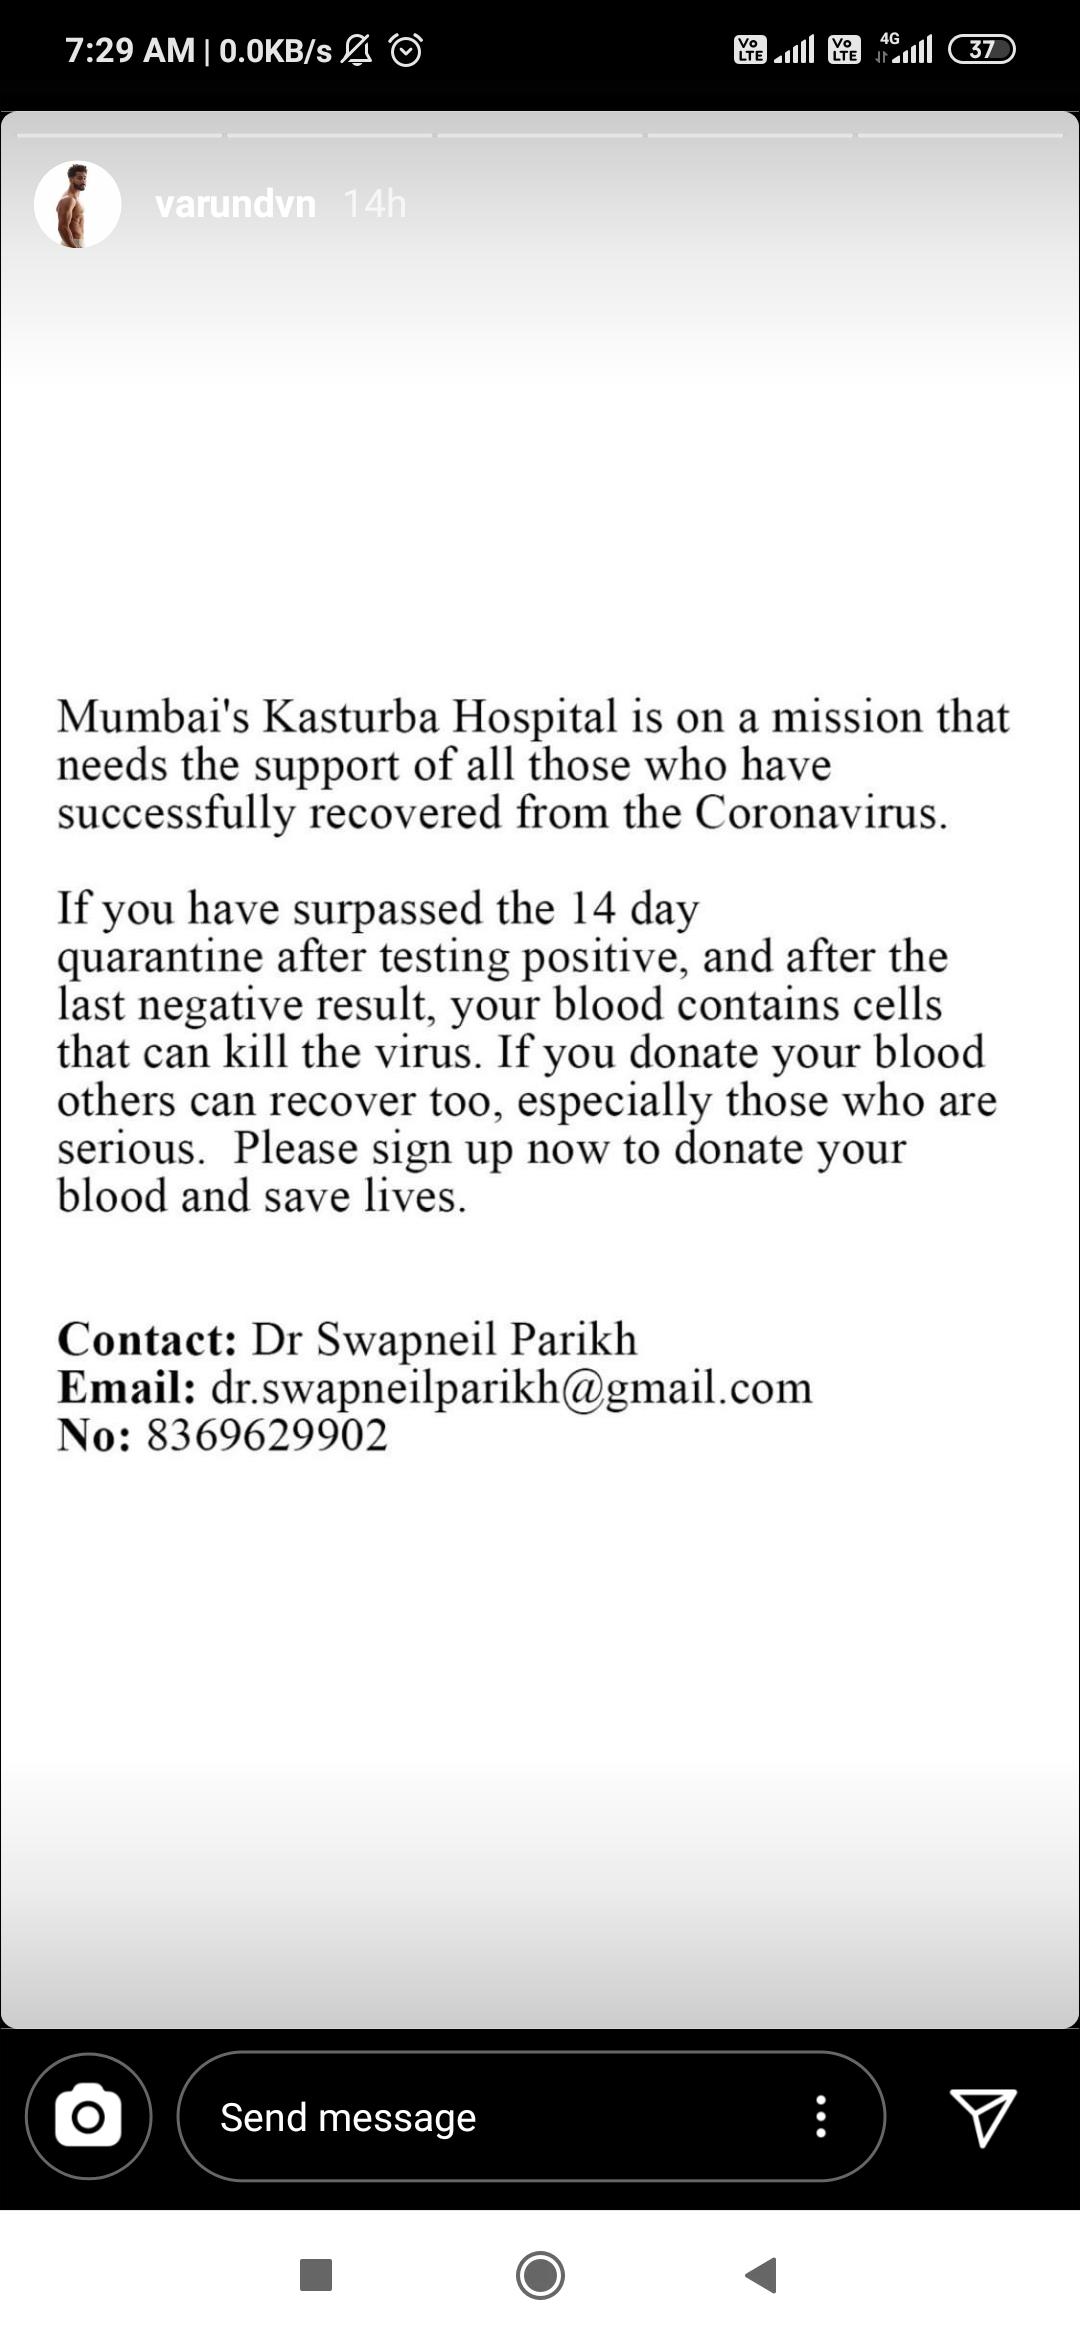 7:29 AM | 0.0KB/s Vo LTE Vo LTE 4G 37
varundvn 14h
Mumbai's Kasturba Hospital is on a mission that
needs the support of all those who have
successfully recovered from the Coronavirus.
If you have surpassed the 14 day
quarantine after testing positive, and after the
last negative result, your blood contains cells
that can kill the virus. If you donate your blood
others can recover too, especially those who are
serious.  Please sign up now to donate your
blood and save lives.
Contact: Dr Swapneil Parikh
Email: dr.swapneilparikh@gmail.com
No: 8369629902
Send message